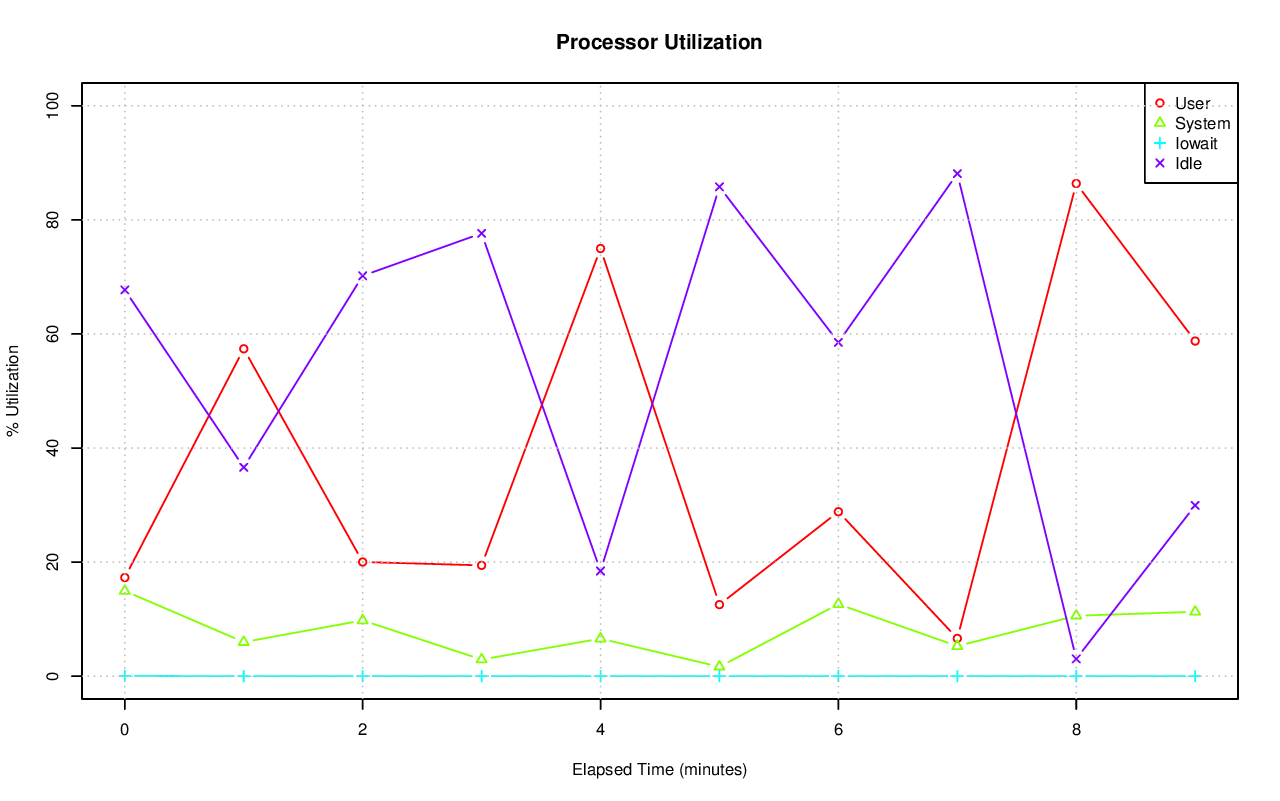 Processor Utilization
User
System
Iowait
Idle
% Utilization
100
80
60
40
20
0
0 2 4 6 8
Elapsed Time (minutes)